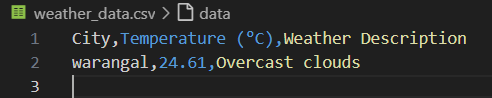 weather_data.csv > data
1 City,Temperature (°C),Weather Description
2 warangal,24.61,Overcast clouds
3